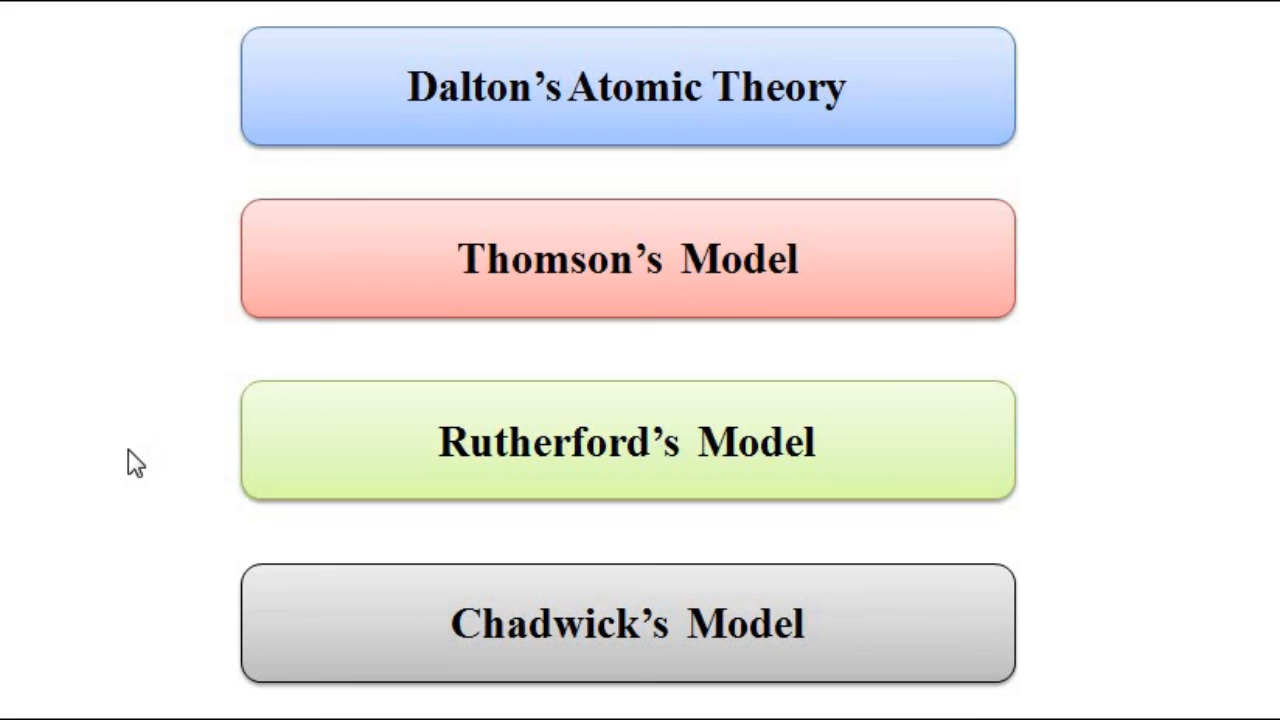 Dalton’s Atomic Theory
Thomson’s Model
Rutherford’s Model
Chadwick’s Model